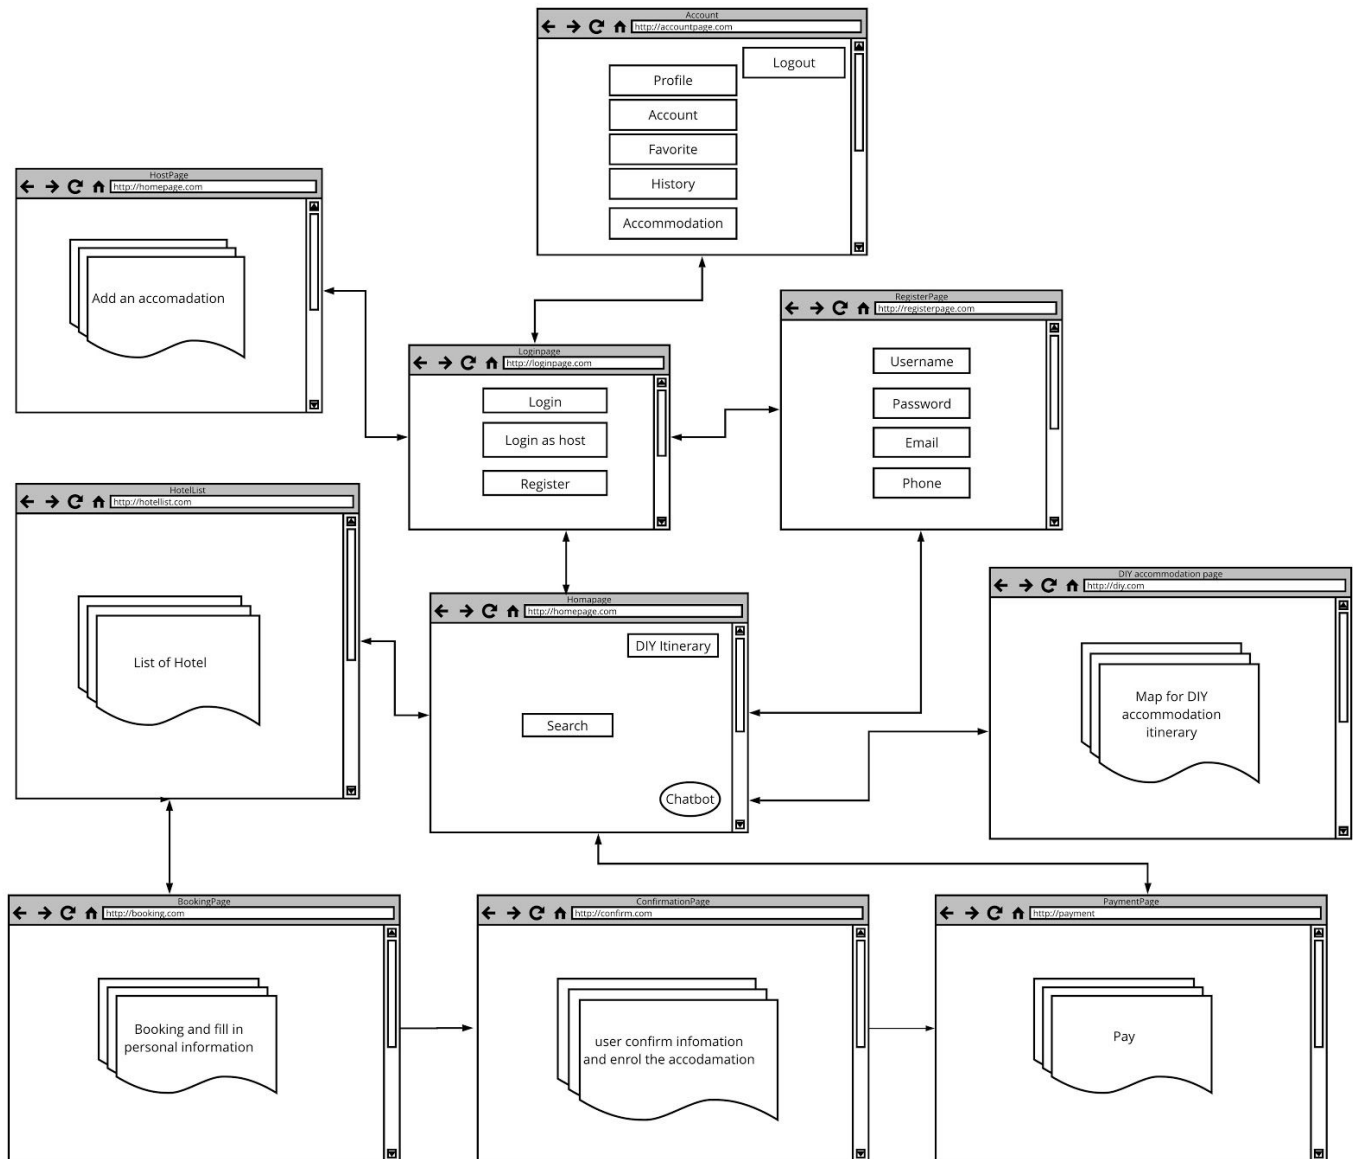 Account
http://accountpage.com
Logout
Profile
Account
Favorite
History
Accommodation
HostPage
http://homepage.com
Add an accomadation
RegisterPage
http://registerpage.com
Username
Password
Email
Phone
Loginpage
http://loginpage.com
Login
Login as host
Register
HotelList
http://hotellist.com
List of Hotel
Homapage
http://homepage.com
DIY Itinerary
Search
Chatbot
DIY accommodation page
http://diy.com
Map for DIY
accommodation
itinerary
BookingPage
http://booking.com
Booking and fill in
personal information
ConfirmationPage
http://confirm.com
user confirm infomation
and enrol the accodamation
PaymentPage
http://payment
Pay